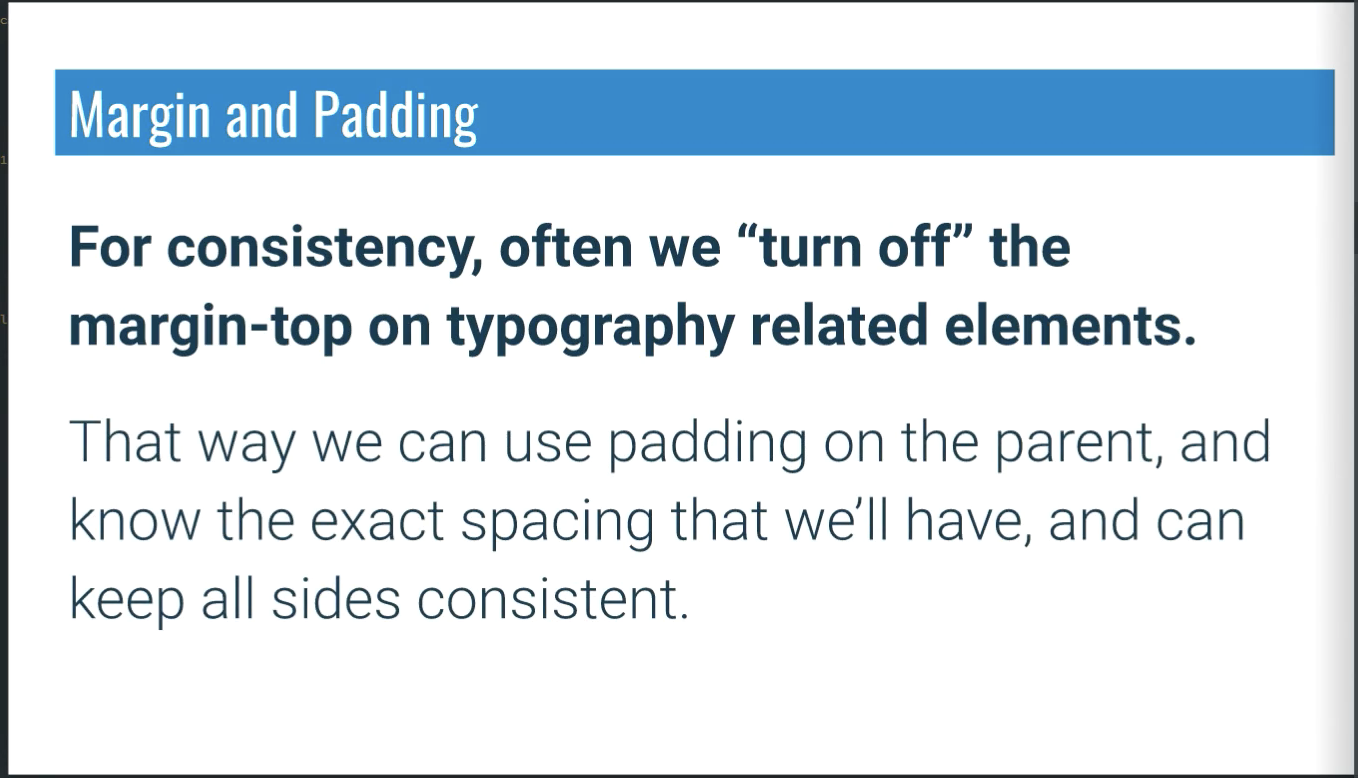 Margin and Padding
For consistency, often we “turn off” the
margin-top on typography related elements.
That way we can use padding on the parent, and
know the exact spacing that we’ll have, and can
keep all sides consistent.